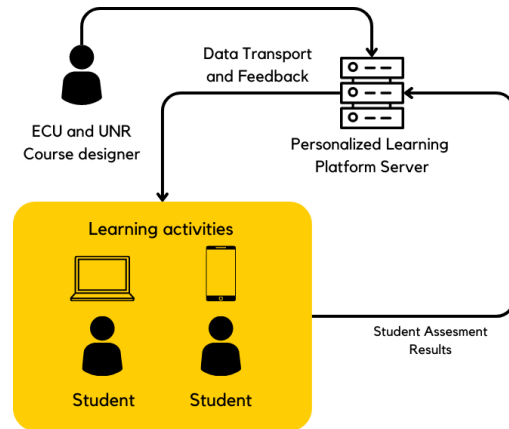 Data Transport
and Feedback
ECU and UNR
Course designer
Personalized Learning
Platform Server
Learning activities
Student Assesment
Results
Student
Student